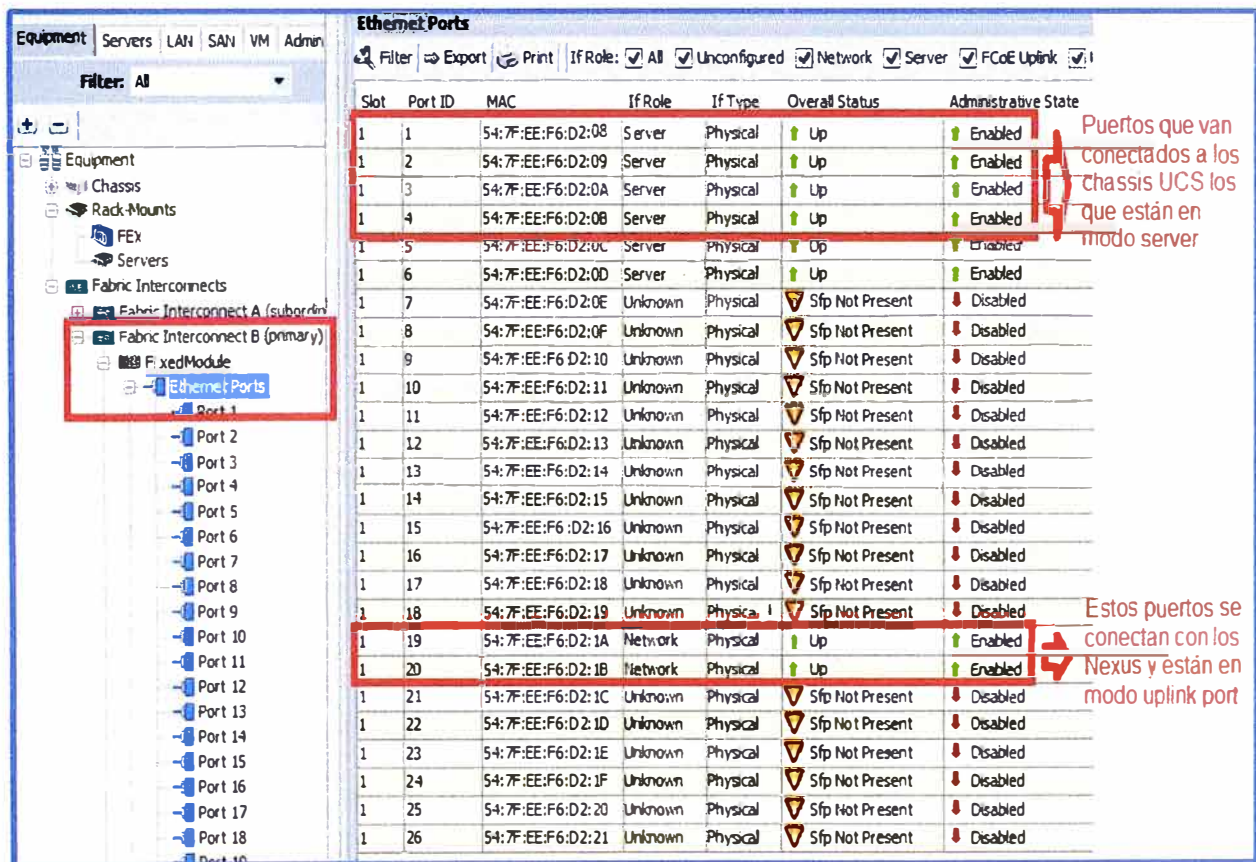 Equipment Servers LAN SAN VM Admin
Filter: All
Equipment
Chassis
Rack-Mounts
FEX
Servers
Fabric Interconnects
Fabric Interconnect A (subordin
Fabric Interconnect B (primary)
Fixed Module
Ethernet Ports
Port 1
Port 2
Port 3
Port 4
Port 5
Port 6
Port 7
Port 8
Port 9
Port 10
Port 11
Port 12
Port 13
Port 14
Port 15
Port 16
Port 17
Port 18
Port 19
Ethernet Ports
Filter Export Print If Role: All Unconfigured Network Server FCoE Uplink
Slot Port ID MAC If Role If Type Overall Status Administrative State
1 1 54:7F:EE:F6:D2:08 Server Physical Up Enabled
1 2 54:7F:EE:F6:D2:09 Server Physical Up Enabled
1 3 54:7F:EE:F6:D2:0A Server Physical Up Enabled
1 4 54:7F:EE:F6:D2:0B Server Physical Up Enabled
1 5 54:7F:EE:F6:D2:0C Server Physical Up Enabled
1 6 54:7F:EE:F6:D2:0D Server Physical Up Enabled
1 7 54:7F:EE:F6:D2:0E Unknown Physical Sfp Not Present Disabled
1 8 54:7F:EE:F6:D2:0F Unknown Physical Sfp Not Present Disabled
1 9 54:7F:EE:F6:D2:10 Unknown Physical Sfp Not Present Disabled
1 10 54:7F:EE:F6:D2:11 Unknown Physical Sfp Not Present Disabled
1 11 54:7F:EE:F6:D2:12 Unknown Physical Sfp Not Present Disabled
1 12 54:7F:EE:F6:D2:13 Unknown Physical Sfp Not Present Disabled
1 13 54:7F:EE:F6:D2:14 Unknown Physical Sfp Not Present Disabled
1 14 54:7F:EE:F6:D2:15 Unknown Physical Sfp Not Present Disabled
1 15 54:7F:EE:F6:D2:16 Unknown Physical Sfp Not Present Disabled
1 16 54:7F:EE:F6:D2:17 Unknown Physical Sfp Not Present Disabled
1 17 54:7F:EE:F6:D2:18 Unknown Physical Sfp Not Present Disabled
1 18 54:7F:EE:F6:D2:19 Unknown Physical Sfp Not Present Disabled
1 19 54:7F:EE:F6:D2:1A Network Physical Up Enabled
1 20 54:7F:EE:F6:D2:1B Network Physical Up Enabled
1 21 54:7F:EE:F6:D2:1C Unknown Physical Sfp Not Present Disabled
1 22 54:7F:EE:F6:D2:1D Unknown Physical Sfp Not Present Disabled
1 23 54:7F:EE:F6:D2:1E Unknown Physical Sfp Not Present Disabled
1 24 54:7F:EE:F6:D2:1F Unknown Physical Sfp Not Present Disabled
1 25 54:7F:EE:F6:D2:20 Unknown Physical Sfp Not Present Disabled
1 26 54:7F:EE:F6:D2:21 Unknown Physical Sfp Not Present Disabled
Puertos que van
conectados a los
chassis UCS los
que están en
modo server
Estos puertos se
conectan con los
Nexus y están en
modo uplink port